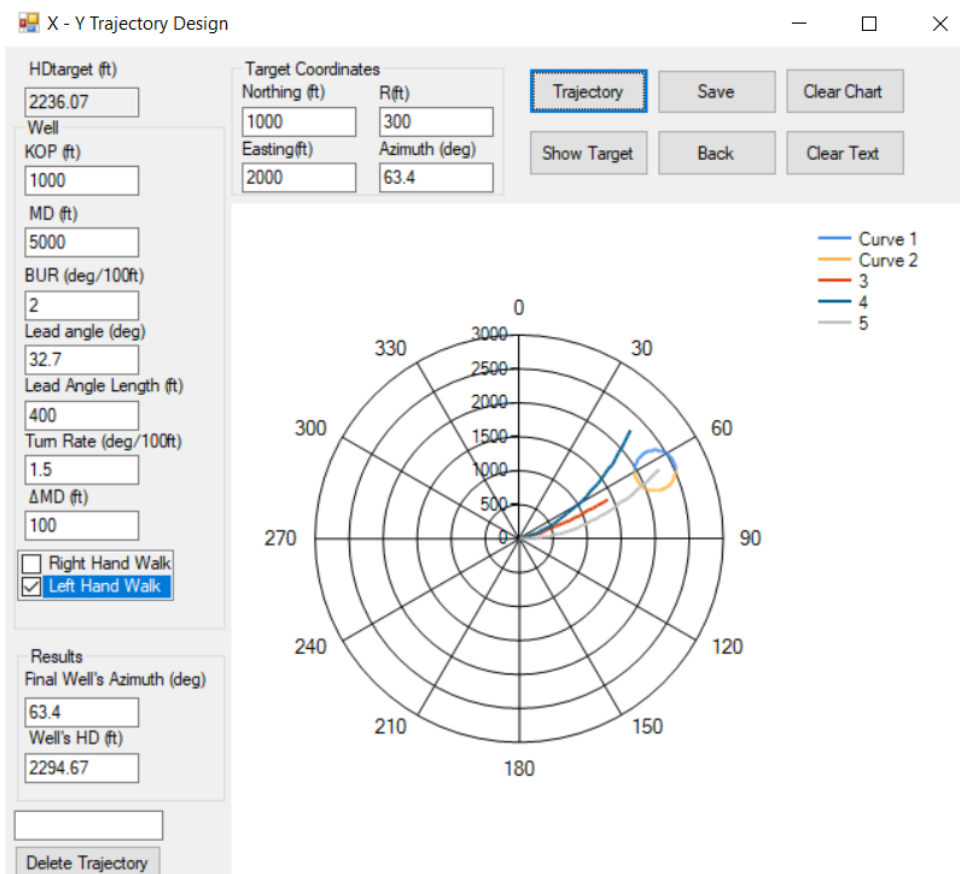 X - Y Trajectory Design
HDtarget (ft)
2236.07
Well
KOP (ft)
1000
MD (ft)
5000
BUR (deg/100ft)
2
Lead angle (deg)
32.7
Lead Angle Length (ft)
400
Turn Rate (deg/100ft)
1.5
ΔMD (ft)
100
Right Hand Walk
Left Hand Walk
Results
Final Well's Azimuth (deg)
63.4
Well's HD (ft)
2294.67
Delete Trajectory
Target Coordinates
Northing (ft) R(ft)
1000 300
Easting(ft) Azimuth (deg)
2000 63.4
Trajectory Save Clear Chart
Show Target Back Clear Text
Curve 1
Curve 2
3
4
5
0
330 30
300 60
270 90
240 120
210 150
180
3000
2500
2000
1500
1000
500
0